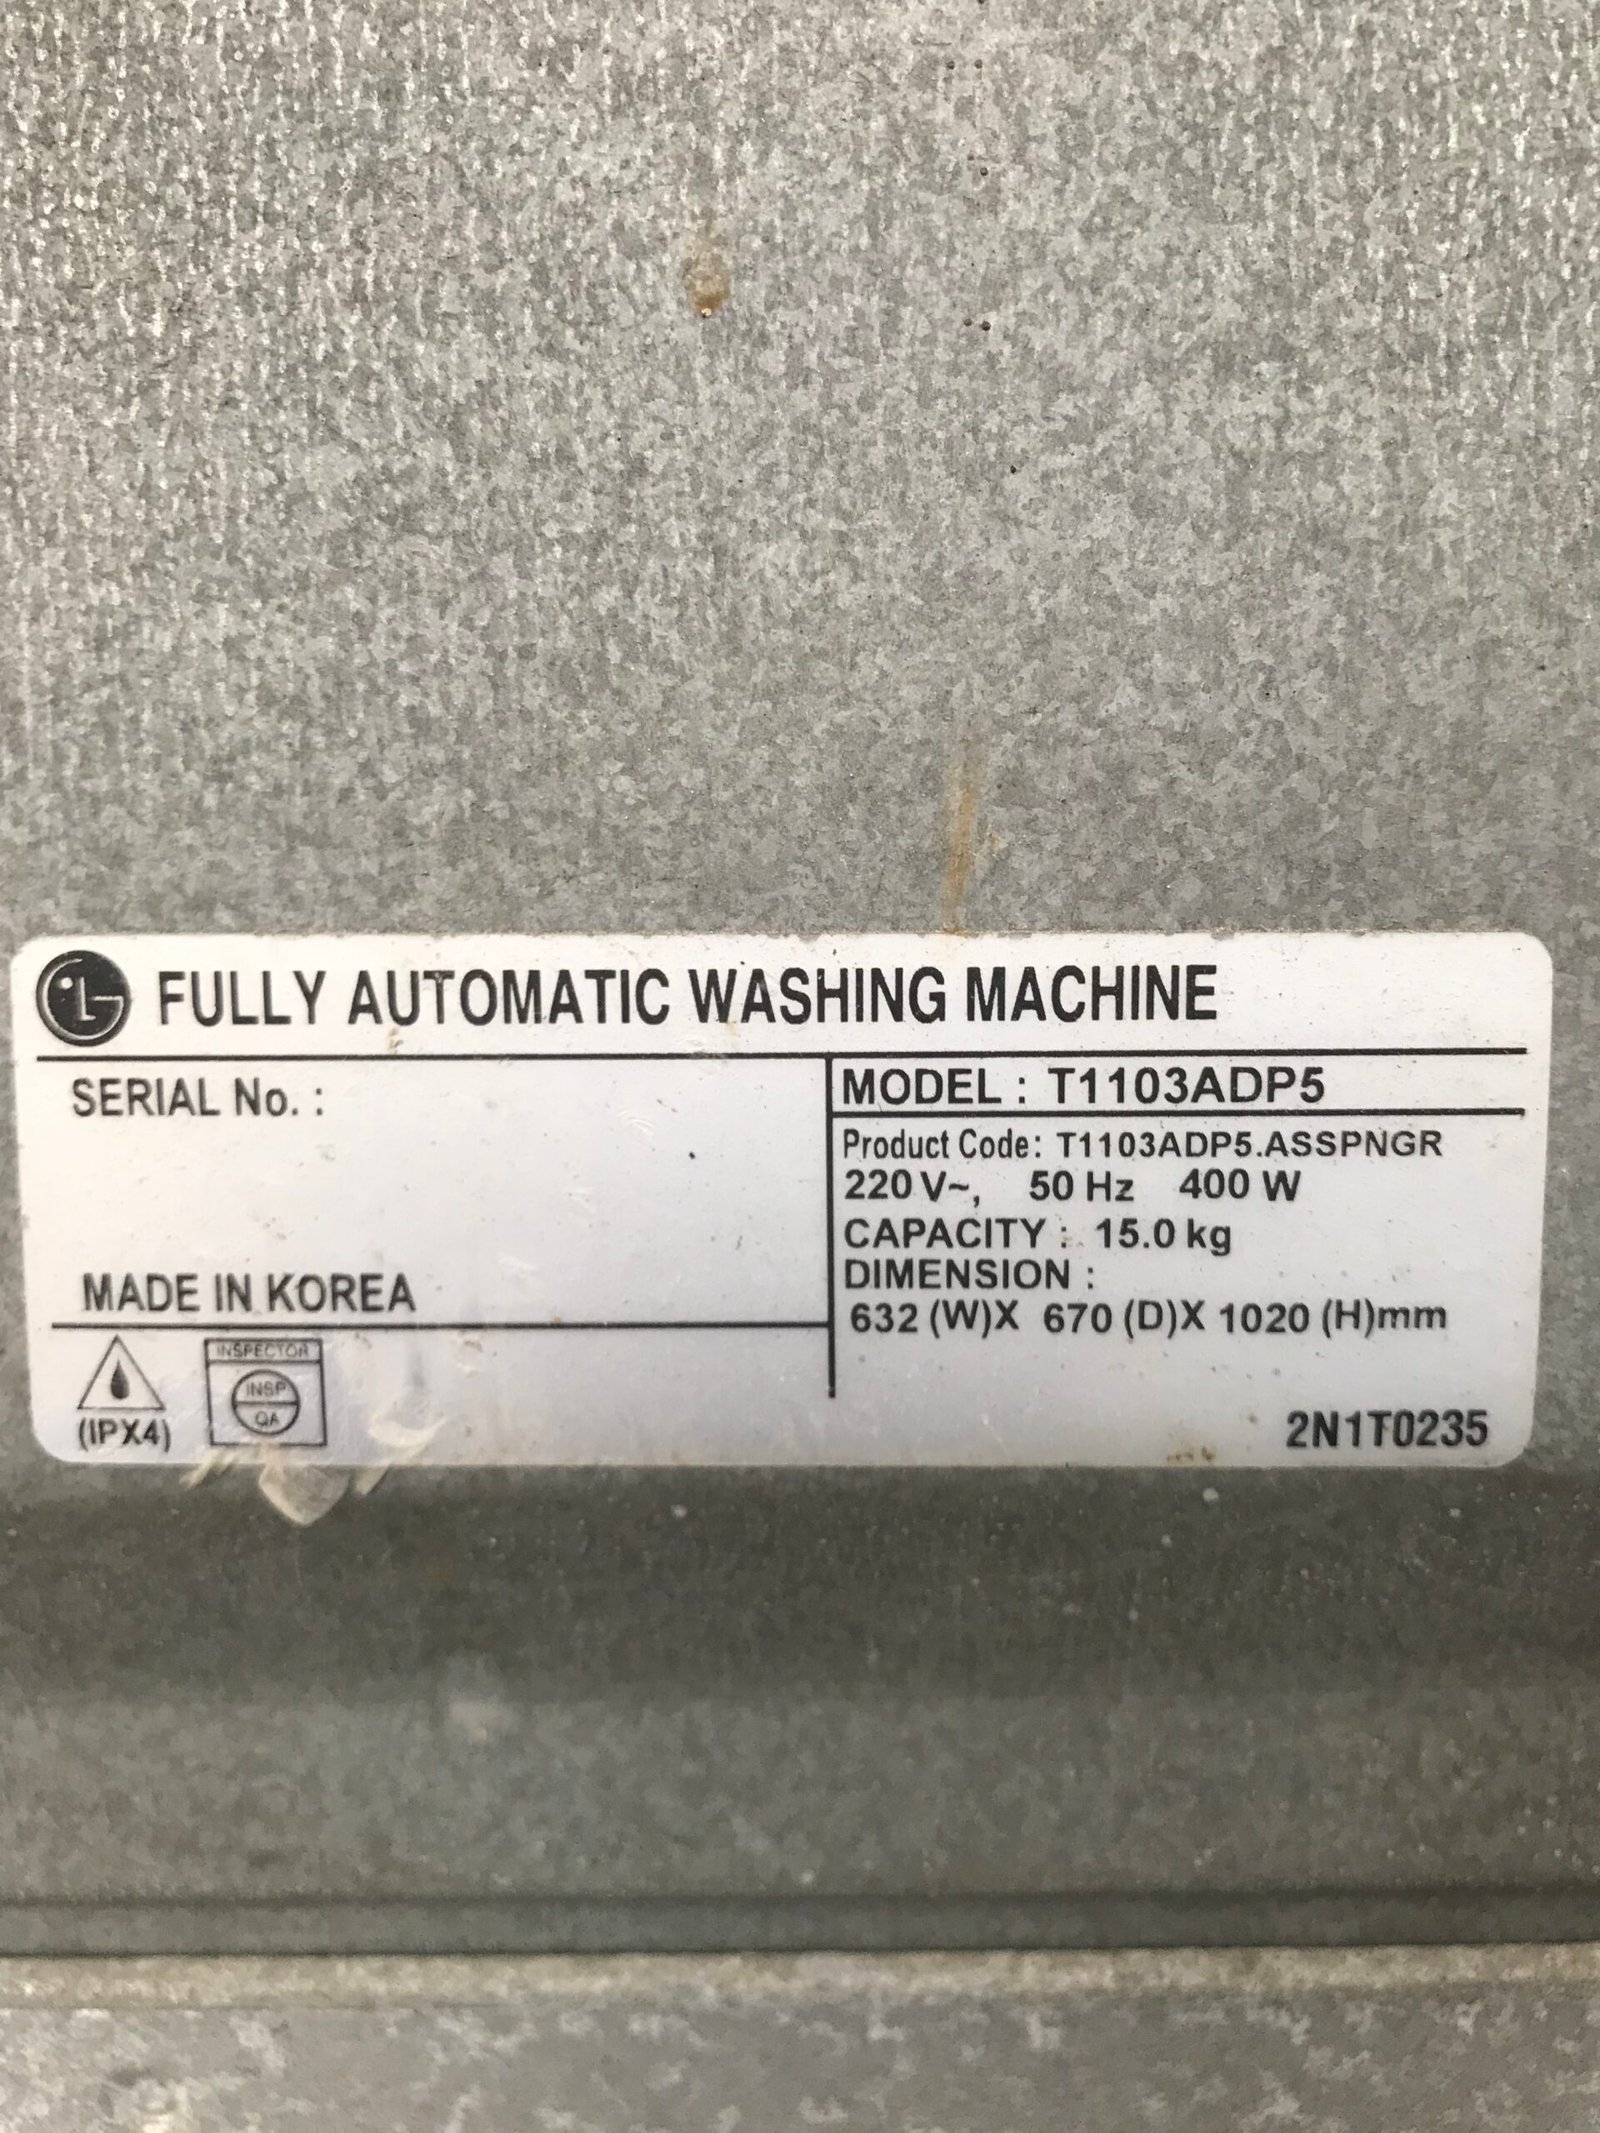 LG FULLY AUTOMATIC WASHING MACHINE
SERIAL No. :
MADE IN KOREA
(IPX4)
INSPECTOR
INSP
QA
MODEL : T1103ADP5
Product Code: T1103ADP5.ASSPNGR
220 V~, 50 Hz 400 W
CAPACITY : 15.0 kg
DIMENSION :
632 (W)X 670 (D)X 1020 (H)mm
2N1T0235